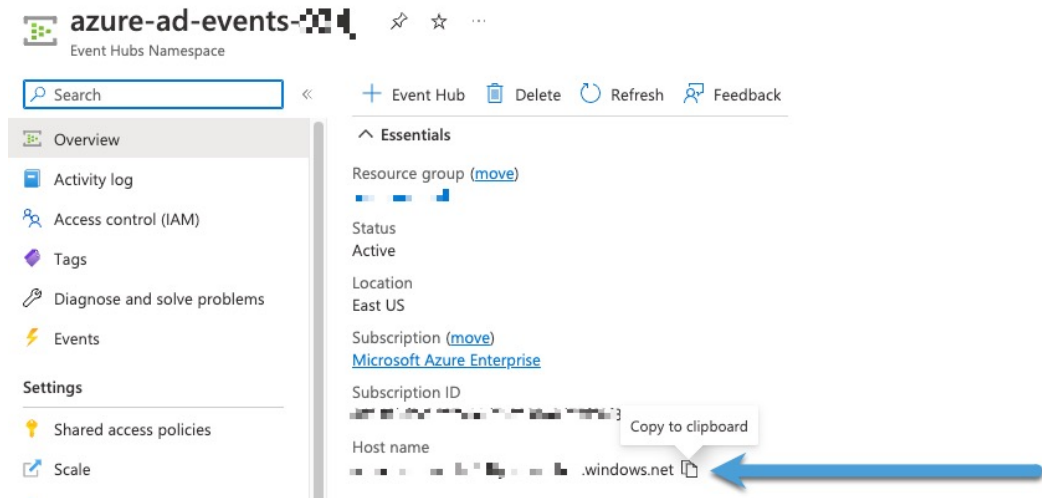 azure-ad-events-
Event Hubs Namespace
Search
«
Event Hub
Delete
Refresh
Feedback
Overview
Activity log
Access control (IAM)
Tags
Diagnose and solve problems
Events
Settings
Shared access policies
Scale
Essentials
Resource group (move)
Status
Active
Location
East US
Subscription (move)
Microsoft Azure Enterprise
Subscription ID
Copy to clipboard
Host name
.windows.net